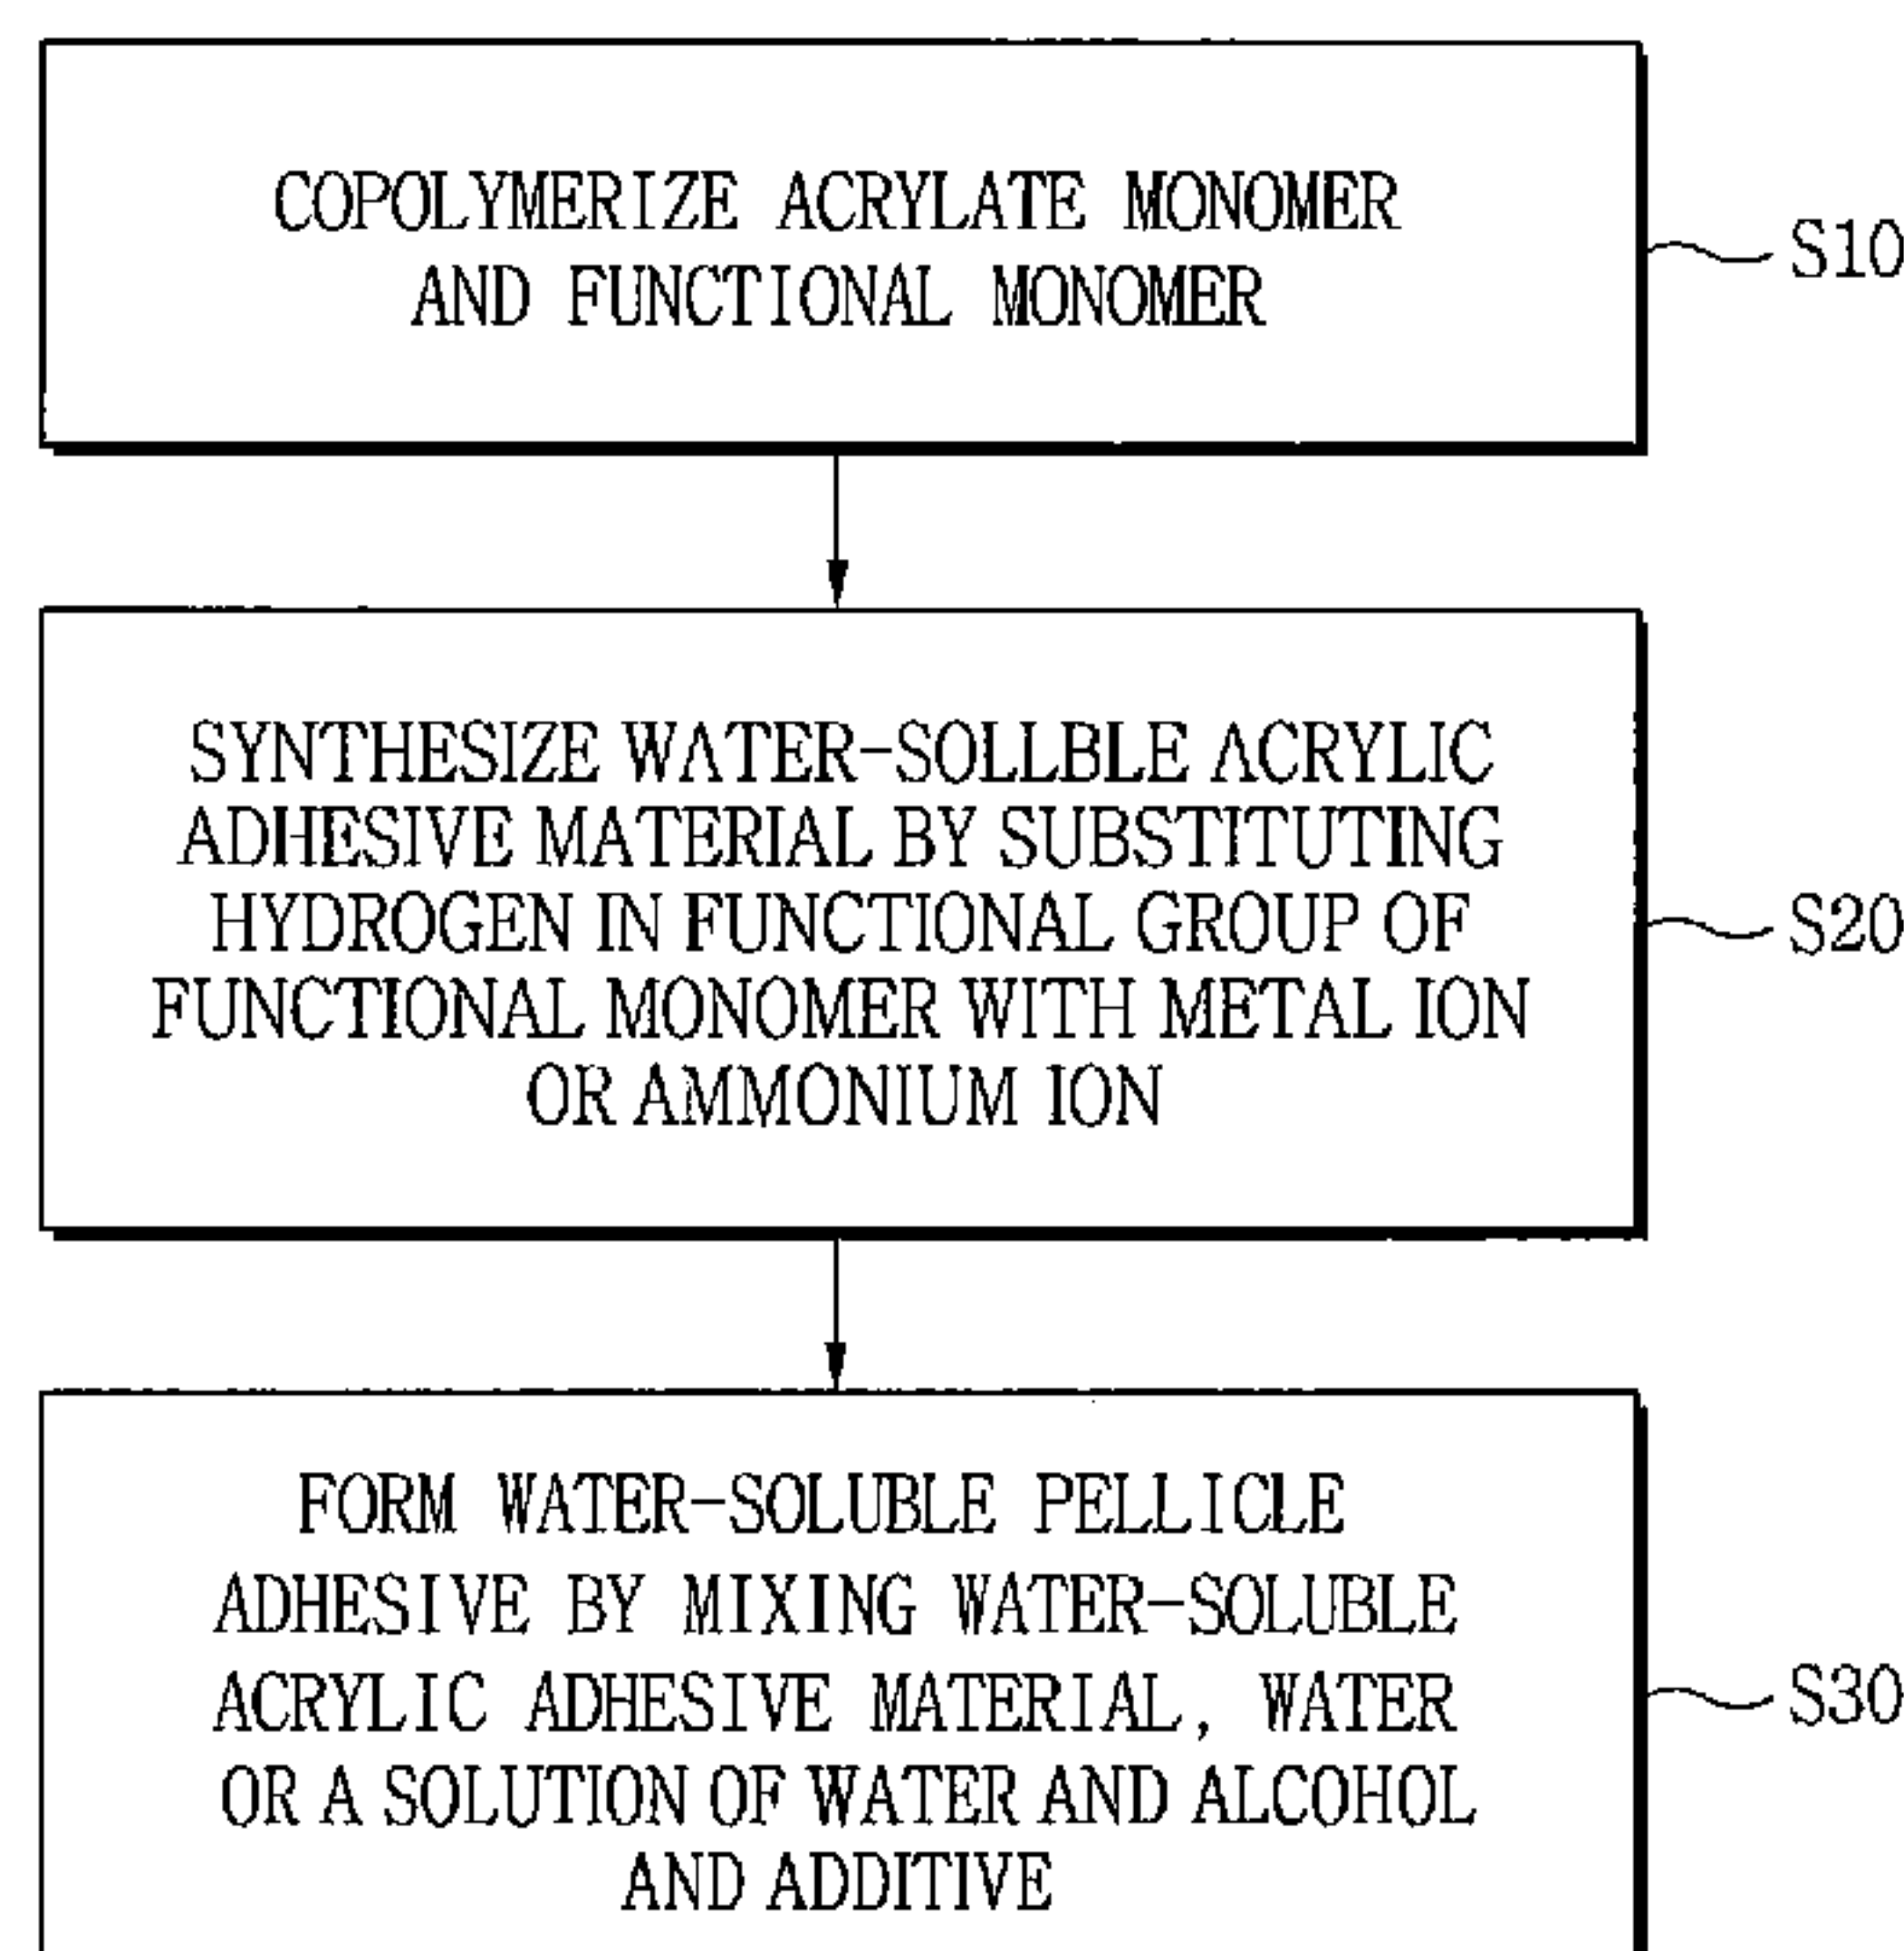 COPOLYMERIZE ACRYLATE MONOMER
AND FUNCTIONAL MONOMER
S10
SYNTHESIZE WATER-SOLLBLE ACRYLIC
ADHESIVE MATERIAL BY SUBSTITUTING
HYDROGEN IN FUNCTIONAL GROUP OF
FUNCTIONAL MONOMER WITH METAL ION
OR AMMONIUM ION
S20
FORM WATER-SOLUBLE PELLICLE
ADHESIVE BY MIXING WATER-SOLUBLE
ACRYLIC ADHESIVE MATERIAL, WATER
OR A SOLUTION OF WATER AND ALCOHOL
AND ADDITIVE
S30